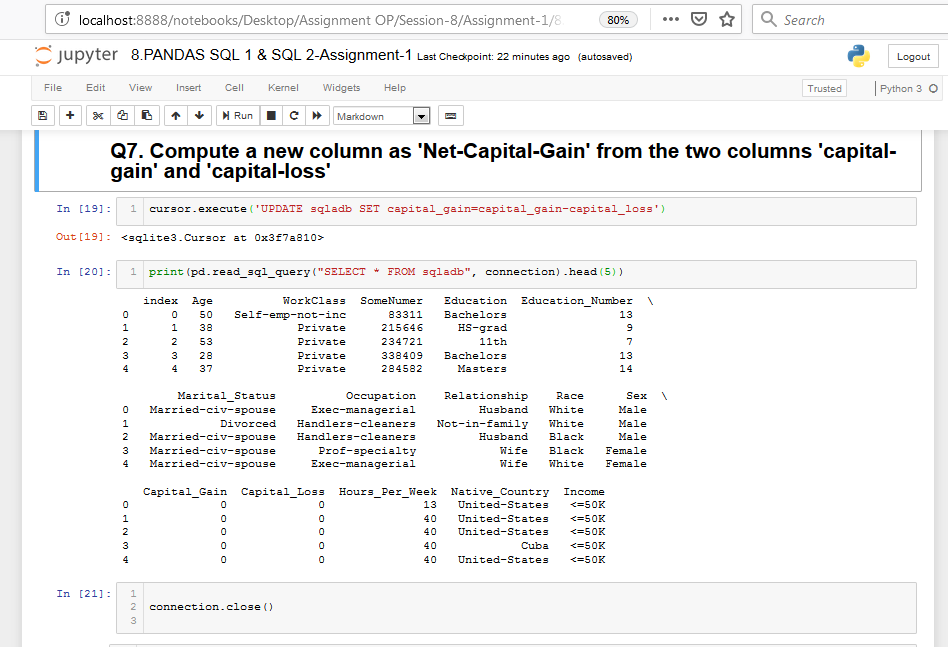 localhost:8888/notebooks/Desktop/Assignment OP/Session-8/Assignment-1/8
80%
Search
jupyter 8.PANDAS SQL 1 & SQL 2-Assignment-1 Last Checkpoint: 22 minutes ago (autosaved)
Logout
File Edit View Insert Cell Kernel Widgets Help
Trusted Python 3
Run Markdown
Q7. Compute a new column as 'Net-Capital-Gain' from the two columns 'capital-
gain' and 'capital-loss'
In [19]: 1 cursor.execute('UPDATE sqladb SET capital_gain=capital_gain-capital_loss')
Out[19]: <sqlite3.Cursor at 0x3f7a810>
In [20]: 1 print(pd.read_sql_query("SELECT * FROM sqladb", connection).head(5))
index Age WorkClass SomeNumer Education Education_Number \
0 0 50 Self-emp-not-inc 83311 Bachelors 13
1 1 38 Private 215646 HS-grad 9
2 2 53 Private 234721 11th 7
3 3 28 Private 338409 Bachelors 13
4 4 37 Private 284582 Masters 14
Marital_Status Occupation Relationship Race Sex \
0 Married-civ-spouse Exec-managerial Husband White Male
1 Divorced Handlers-cleaners Not-in-family White Male
2 Married-civ-spouse Handlers-cleaners Husband Black Male
3 Married-civ-spouse Prof-specialty Wife Black Female
4 Married-civ-spouse Exec-managerial Wife White Female
Capital_Gain Capital_Loss Hours_Per_Week Native_Country Income
0 0 0 13 United-States <=50K
1 0 0 40 United-States <=50K
2 0 0 40 United-States <=50K
3 0 0 40 Cuba <=50K
4 0 0 40 United-States <=50K
In [21]: 1
2 connection.close()
3